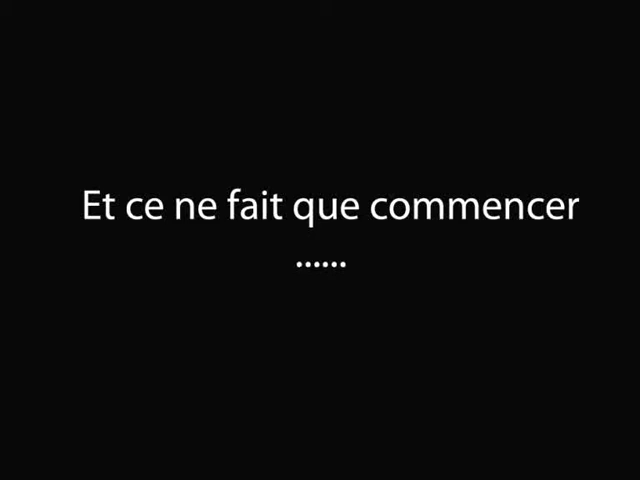 Et ce ne fait que commencer
......